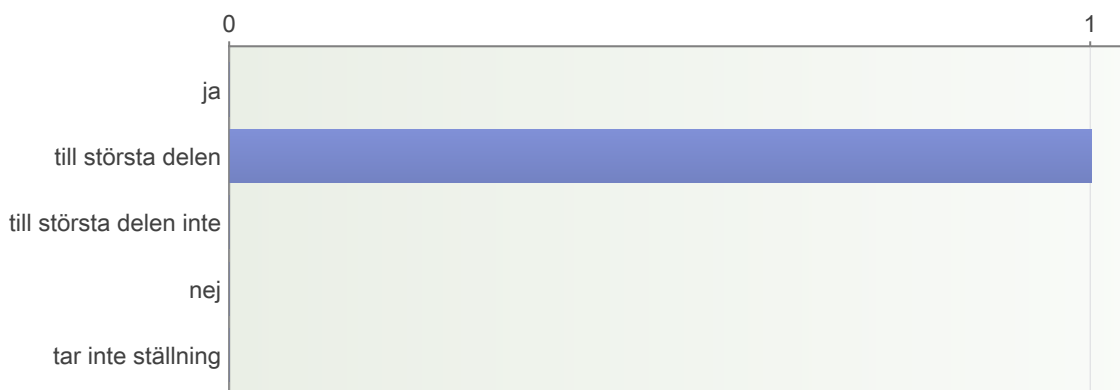 0 1
ja
till största delen
till största delen inte
nej
tar inte ställning